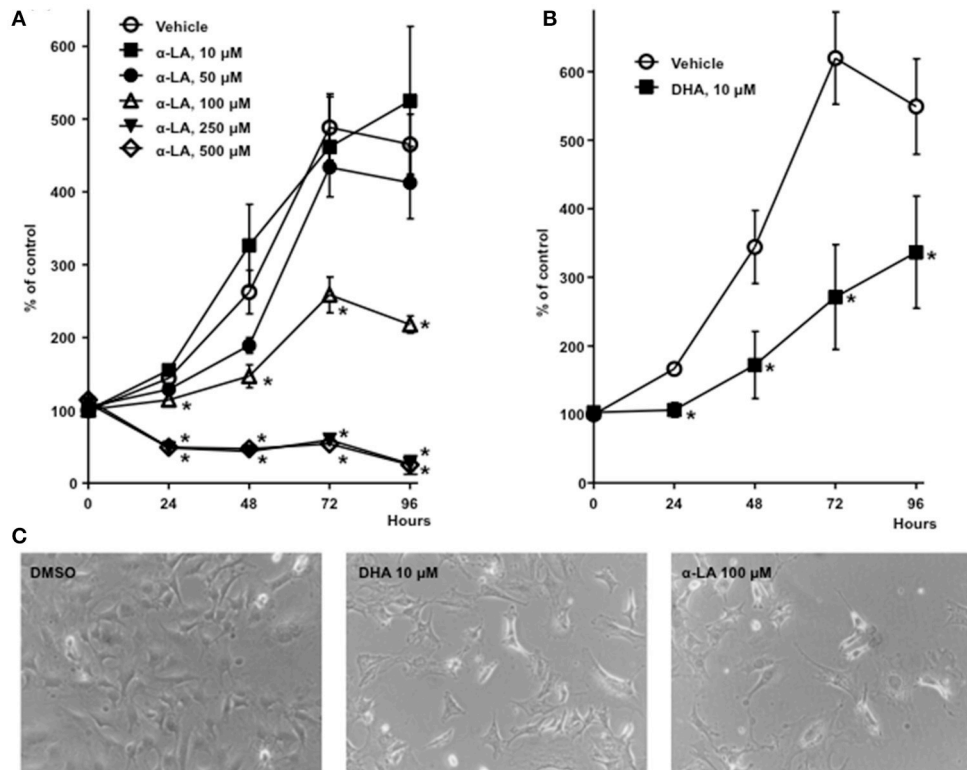 A
Vehicle
α-LA, 10 µM
α-LA, 50 µM
α-LA, 100 µM
α-LA, 250 µM
α-LA, 500 µM
600
500
400
300
200
100
0
% of control
* * * *
* * * *
* * * *
0 24 48 72 96
Hours
B
Vehicle
DHA, 10 µM
600
500
400
300
200
100
0
% of control
* * * *
0 24 48 72 96
Hours
C
DMSO
DHA 10 µM
α-LA 100 µM